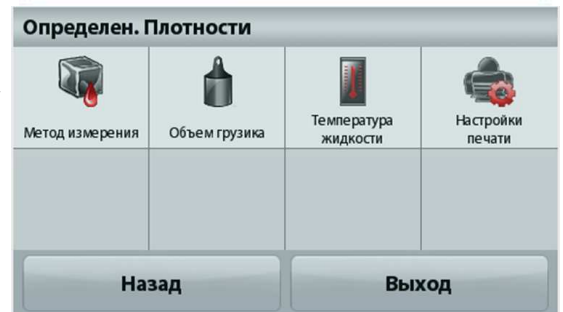 Определен. Плотности
Метод измерения
Объем грузика
Температура
жидкости
Настройки
печати
Назад
Выход